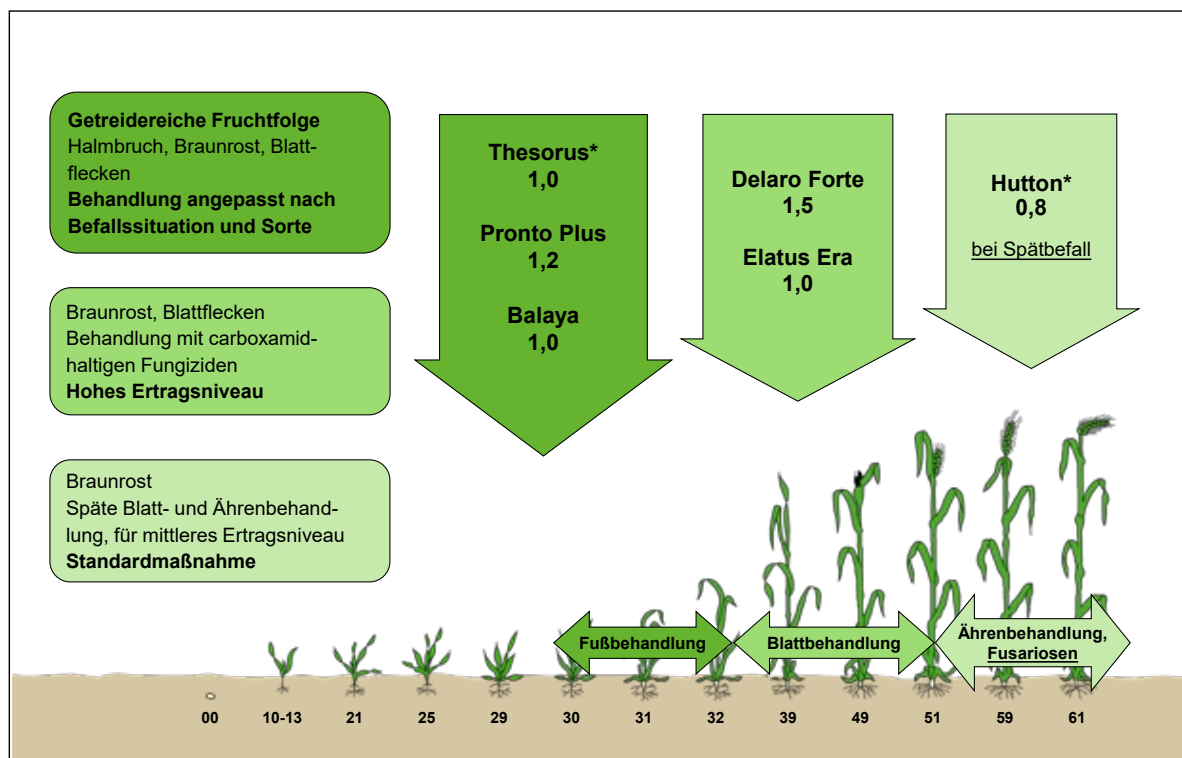 Getreidereiche Fruchtfolge
Halmbruch, Braunrost, Blatt-
flecken
Behandlung angepasst nach
Befallssituation und Sorte
Braunrost, Blattflecken
Behandlung mit carboxamid-
haltigen Fungiziden
Hohes Ertragsniveau
Braunrost
Späte Blatt- und Ährenbehand-
lung, für mittleres Ertragsniveau
Standardmaßnahme
Thesorus*
1,0
Pronto Plus
1,2
Balaya
1,0
Delaro Forte
1,5
Elatus Era
1,0
Hutton*
0,8
bei Spätbefall
Fußbehandlung
Blattbehandlung
Ährenbehandlung,
Fusariosen
00 10-13 21 25 29 30 31 32 39 49 51 59 61